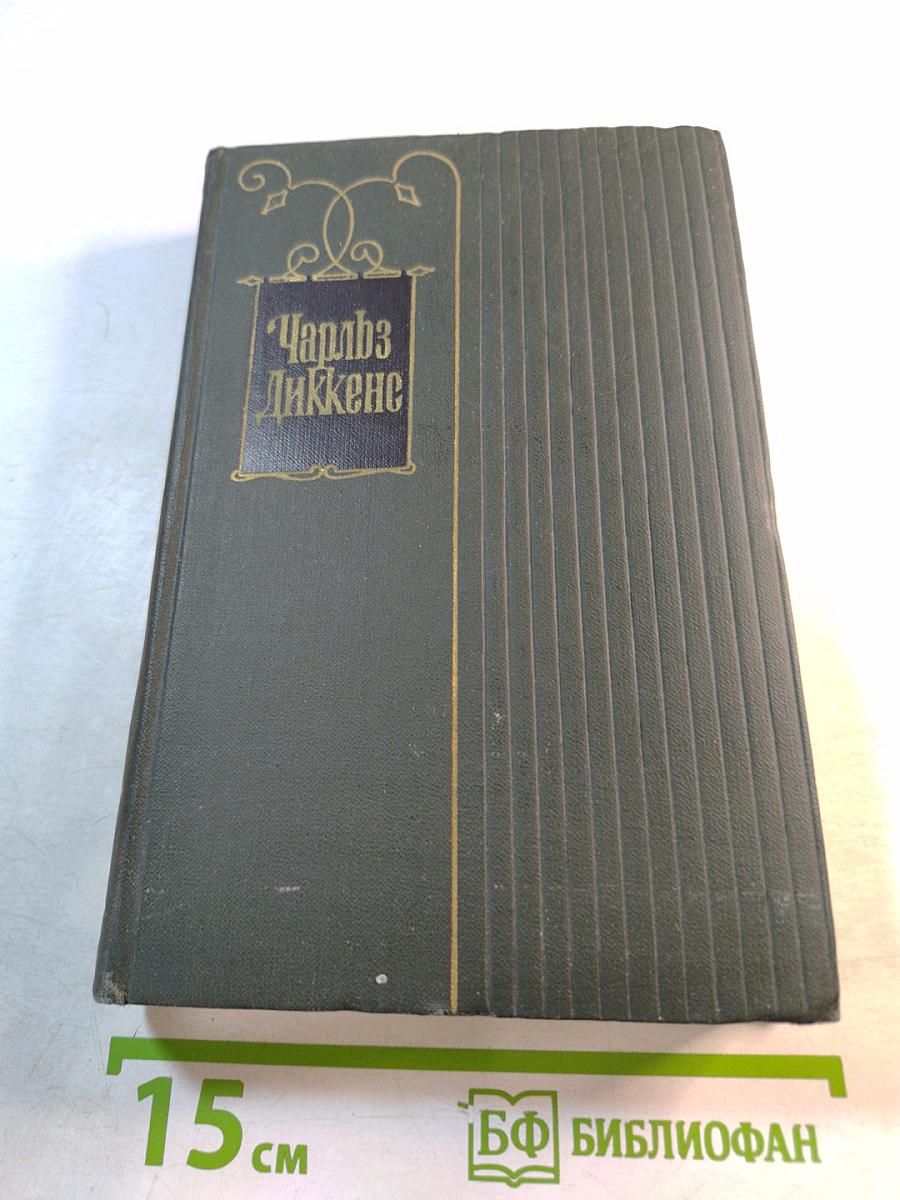 Чарльз
Диккенс
15 см
БФ БИБЛИОФАН